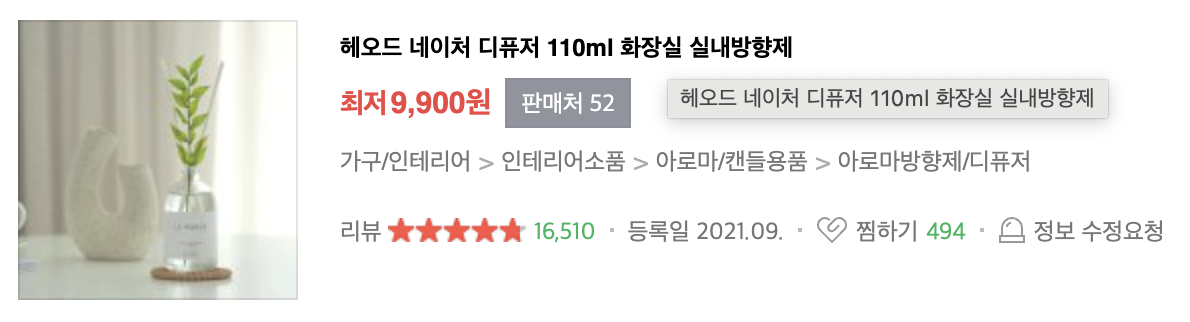 헤오드 네이처 디퓨저 110ml 화장실 실내방향제
최저 9,900원 판매처 52 헤오드 네이처 디퓨저 110ml 화장실 실내방향제
가구/인테리어 > 인테리어소품 > 아로마/캔들용품 > 아로마방향제/디퓨저
리뷰 ★★★★★ 16,510 · 등록일 2021.09. · 찜하기 494 · 정보 수정요청